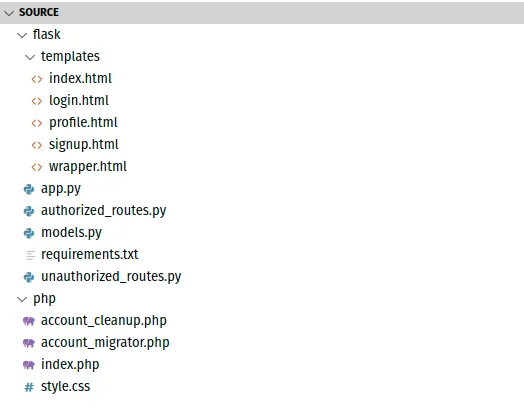 SOURCE
flask
templates
index.html
login.html
profile.html
signup.html
wrapper.html
app.py
authorized_routes.py
models.py
requirements.txt
unauthorized_routes.py
php
account_cleanup.php
account_migrator.php
index.php
style.css